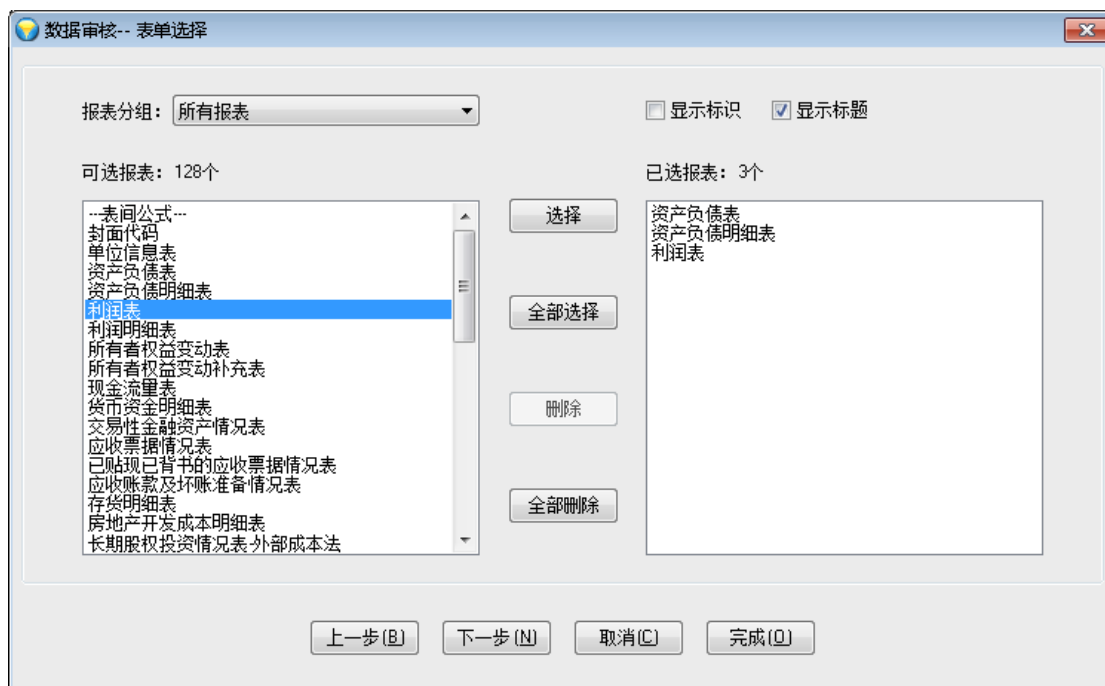 数据审核-- 表单选择
报表分组： 所有报表
显示标识 显示标题
可选报表： 128个
已选报表： 3个
---表间公式---
封面代码
单位信息表
资产负债表
资产负债明细表
利润表
利润明细表
所有者权益变动表
所有者权益变动补充表
现金流量表
货币资金明细表
交易性金融资产情况表
应收票据情况表
已贴现已背书的应收票据情况表
应收账款及坏账准备情况表
存货明细表
房地产开发成本明细表
长期股权投资情况表-外部成本法
选择
全部选择
删除
全部删除
资产负债表
资产负债明细表
利润表
上一步(B) 下一步(N) 取消(C) 完成(O)